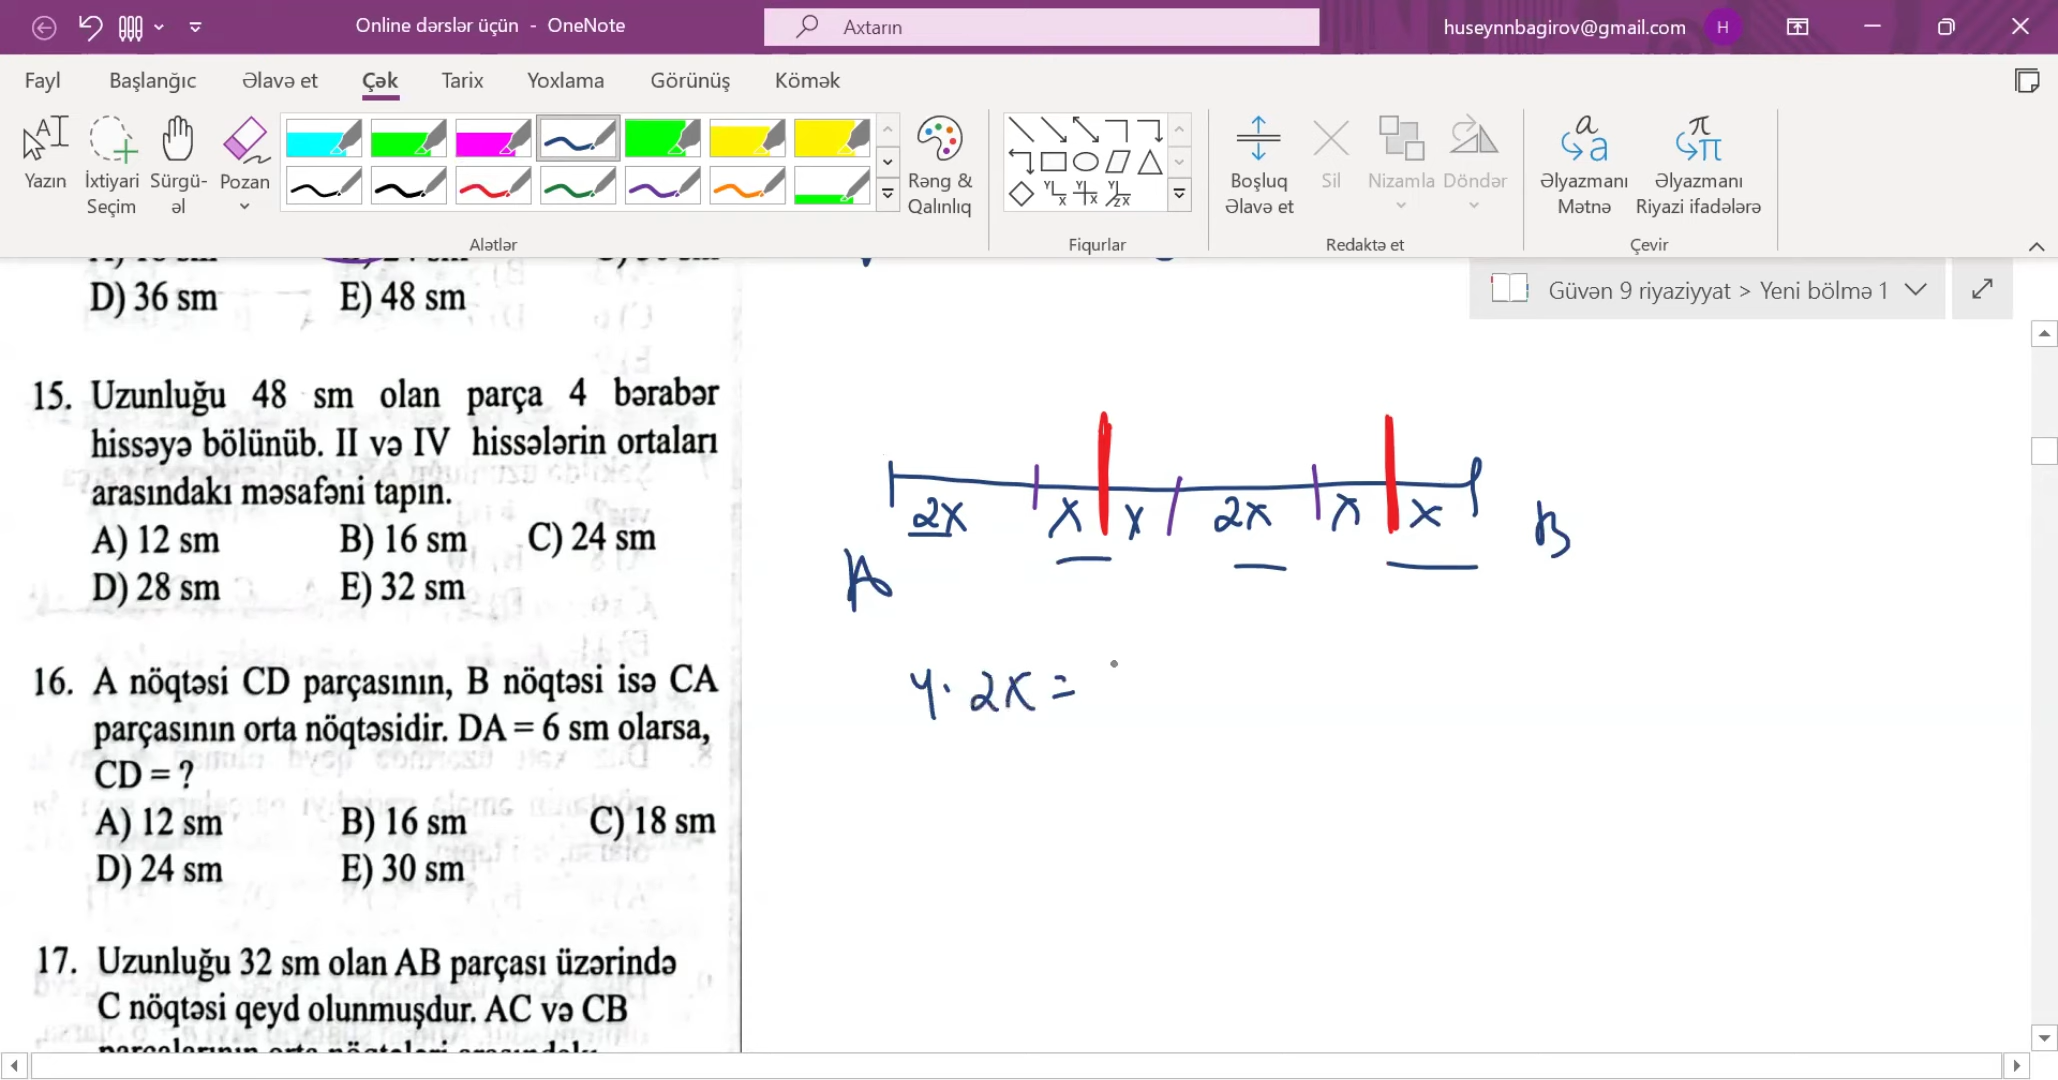 Online dərslər üçün - OneNote
Axtarın
huseynnbagirov@gmail.com H
Fayl Başlanğıc Əlavə et Çək Tarix Yoxlama Görünüş Kömək
Yazın
İxtiyari Seçim
Sürgü-əl
Pozan
Rəng & Qalınlıq
Boşluq Əlavə et
Sil
Nizamla
Döndər
Əlyazmanı Mətnə
Əlyazmanı Riyazi ifadələrə
Alətlər Fiqurlar Redaktə et Çevir
Güvən 9 riyaziyyat > Yeni bölmə 1
D) 36 sm E) 48 sm
15. Uzunluğu 48 sm olan parça 4 bərabər
hissəyə bölünüb. II və IV hissələrin ortaları
arasındakı məsafəni tapın.
A) 12 sm B) 16 sm C) 24 sm
D) 28 sm E) 32 sm
16. A nöqtəsi CD parçasının, B nöqtəsi isə CA
parçasının orta nöqtəsidir. DA = 6 sm olarsa,
CD = ?
A) 12 sm B) 16 sm C) 18 sm
D) 24 sm E) 30 sm
17. Uzunluğu 32 sm olan AB parçası üzərində
C nöqtəsi qeyd olunmuşdur. AC və CB
2x x x 2x x x
A B
4 · 2x =